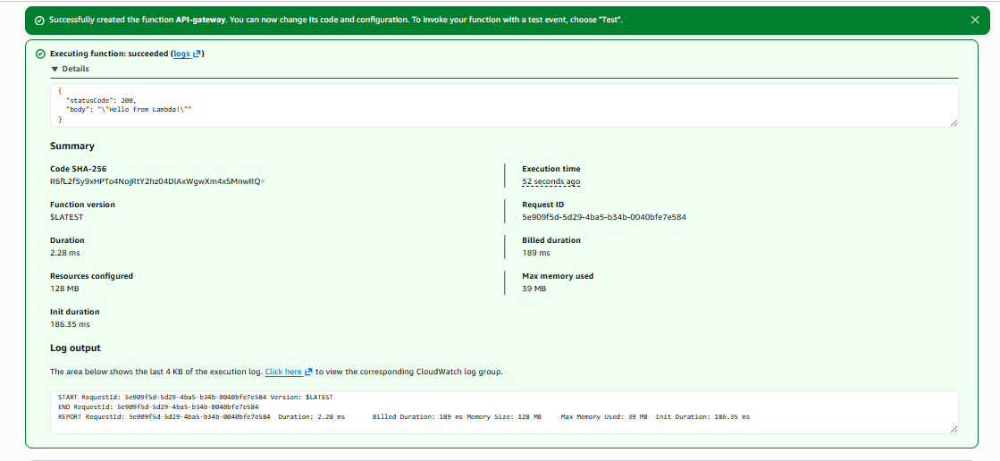 Successfully created the function API-gateway. You can now change its code and configuration. To invoke your function with a test event, choose "Test".
Executing function: succeeded (logs)
Details
{
  "statusCode": 200,
  "body": "\"Hello from Lambda!\""
}
Summary
Code SHA-256
R6fL2f5y9xHPTo4NojRtY2hz04DlAxWgwXm4xSMnwRQ=
Execution time
52 seconds ago
Function version
$LATEST
Request ID
5e909f5d-5d29-4ba5-b34b-0040bfe7e584
Duration
2.28 ms
Billed duration
189 ms
Resources configured
128 MB
Max memory used
39 MB
Init duration
186.35 ms
Log output
The area below shows the last 4 KB of the execution log. Click here to view the corresponding CloudWatch log group.
START RequestId: 5e909f5d-5d29-4ba5-b34b-0040bfe7e584 Version: $LATEST
END RequestId: 5e909f5d-5d29-4ba5-b34b-0040bfe7e584
REPORT RequestId: 5e909f5d-5d29-4ba5-b34b-0040bfe7e584  Duration: 2.28 ms  Billed Duration: 189 ms Memory Size: 128 MB  Max Memory Used: 39 MB  Init Duration: 186.35 ms